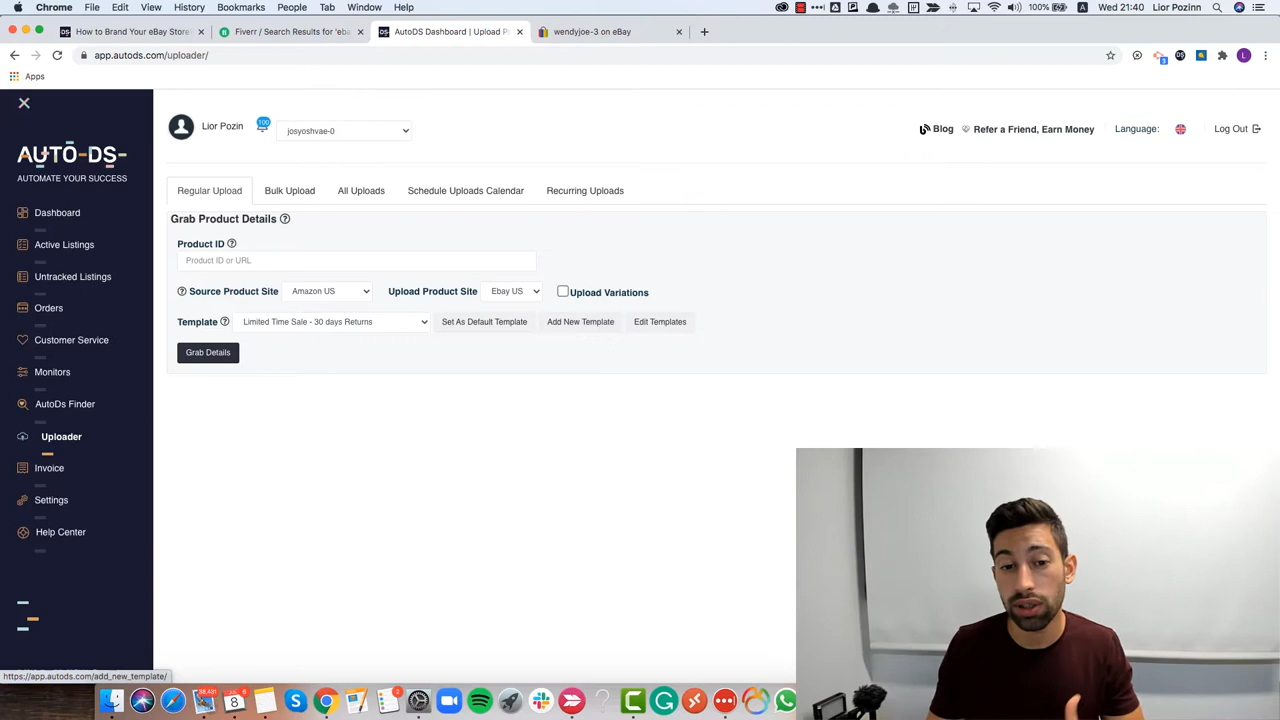 Chrome File Edit View History Bookmarks People Tab Window Help 100% Wed 21:40 Lior Pozinn
How to Brand Your eBay Store Fiverr / Search Results for 'eba AutoDS Dashboard | Upload P wendyjoe-3 on eBay
app.autods.com/uploader/
Apps
Lior Pozin 100 josyoshvae-0 Blog Refer a Friend, Earn Money Language: Log Out
AUTO-DS
AUTOMATE YOUR SUCCESS
Regular Upload Bulk Upload All Uploads Schedule Uploads Calendar Recurring Uploads
Dashboard
Active Listings
Untracked Listings
Orders
Customer Service
Monitors
AutoDs Finder
Uploader
Invoice
Settings
Help Center
Grab Product Details
Product ID
Product ID or URL
Source Product Site Amazon US Upload Product Site Ebay US Upload Variations
Template Limited Time Sale - 30 days Returns Set As Default Template Add New Template Edit Templates
Grab Details
https://app.autods.com/add_new_template/